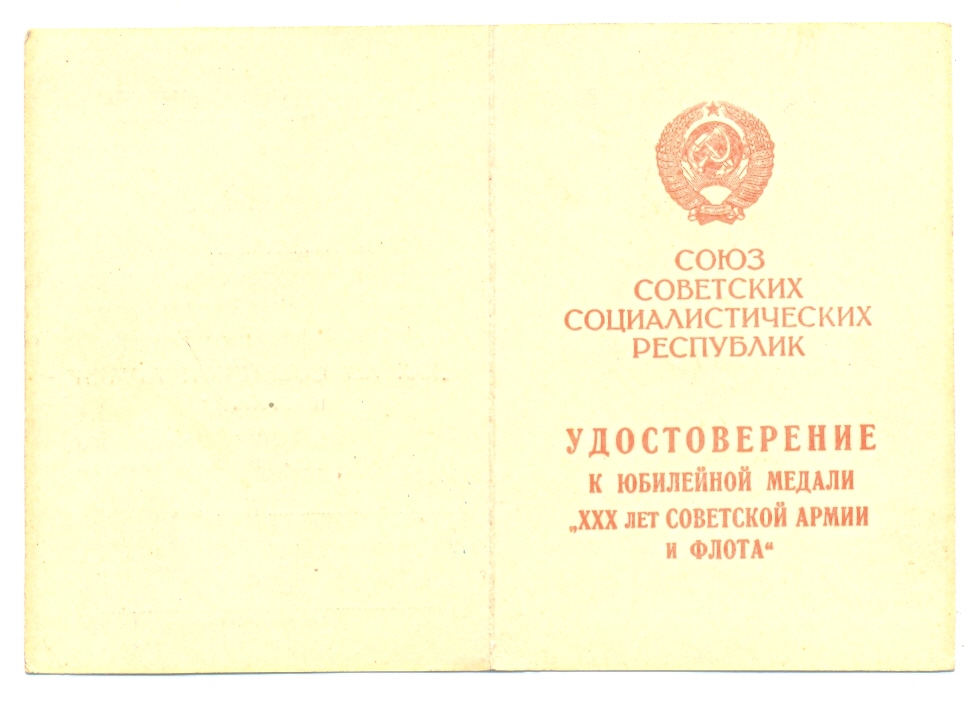 СОЮЗ
СОВЕТСКИХ
СОЦИАЛИСТИЧЕСКИХ
РЕСПУБЛИК
УДОСТОВЕРЕНИЕ
К ЮБИЛЕЙНОЙ МЕДАЛИ
„XXX ЛЕТ СОВЕТСКОЙ АРМИИ
И ФЛОТА“